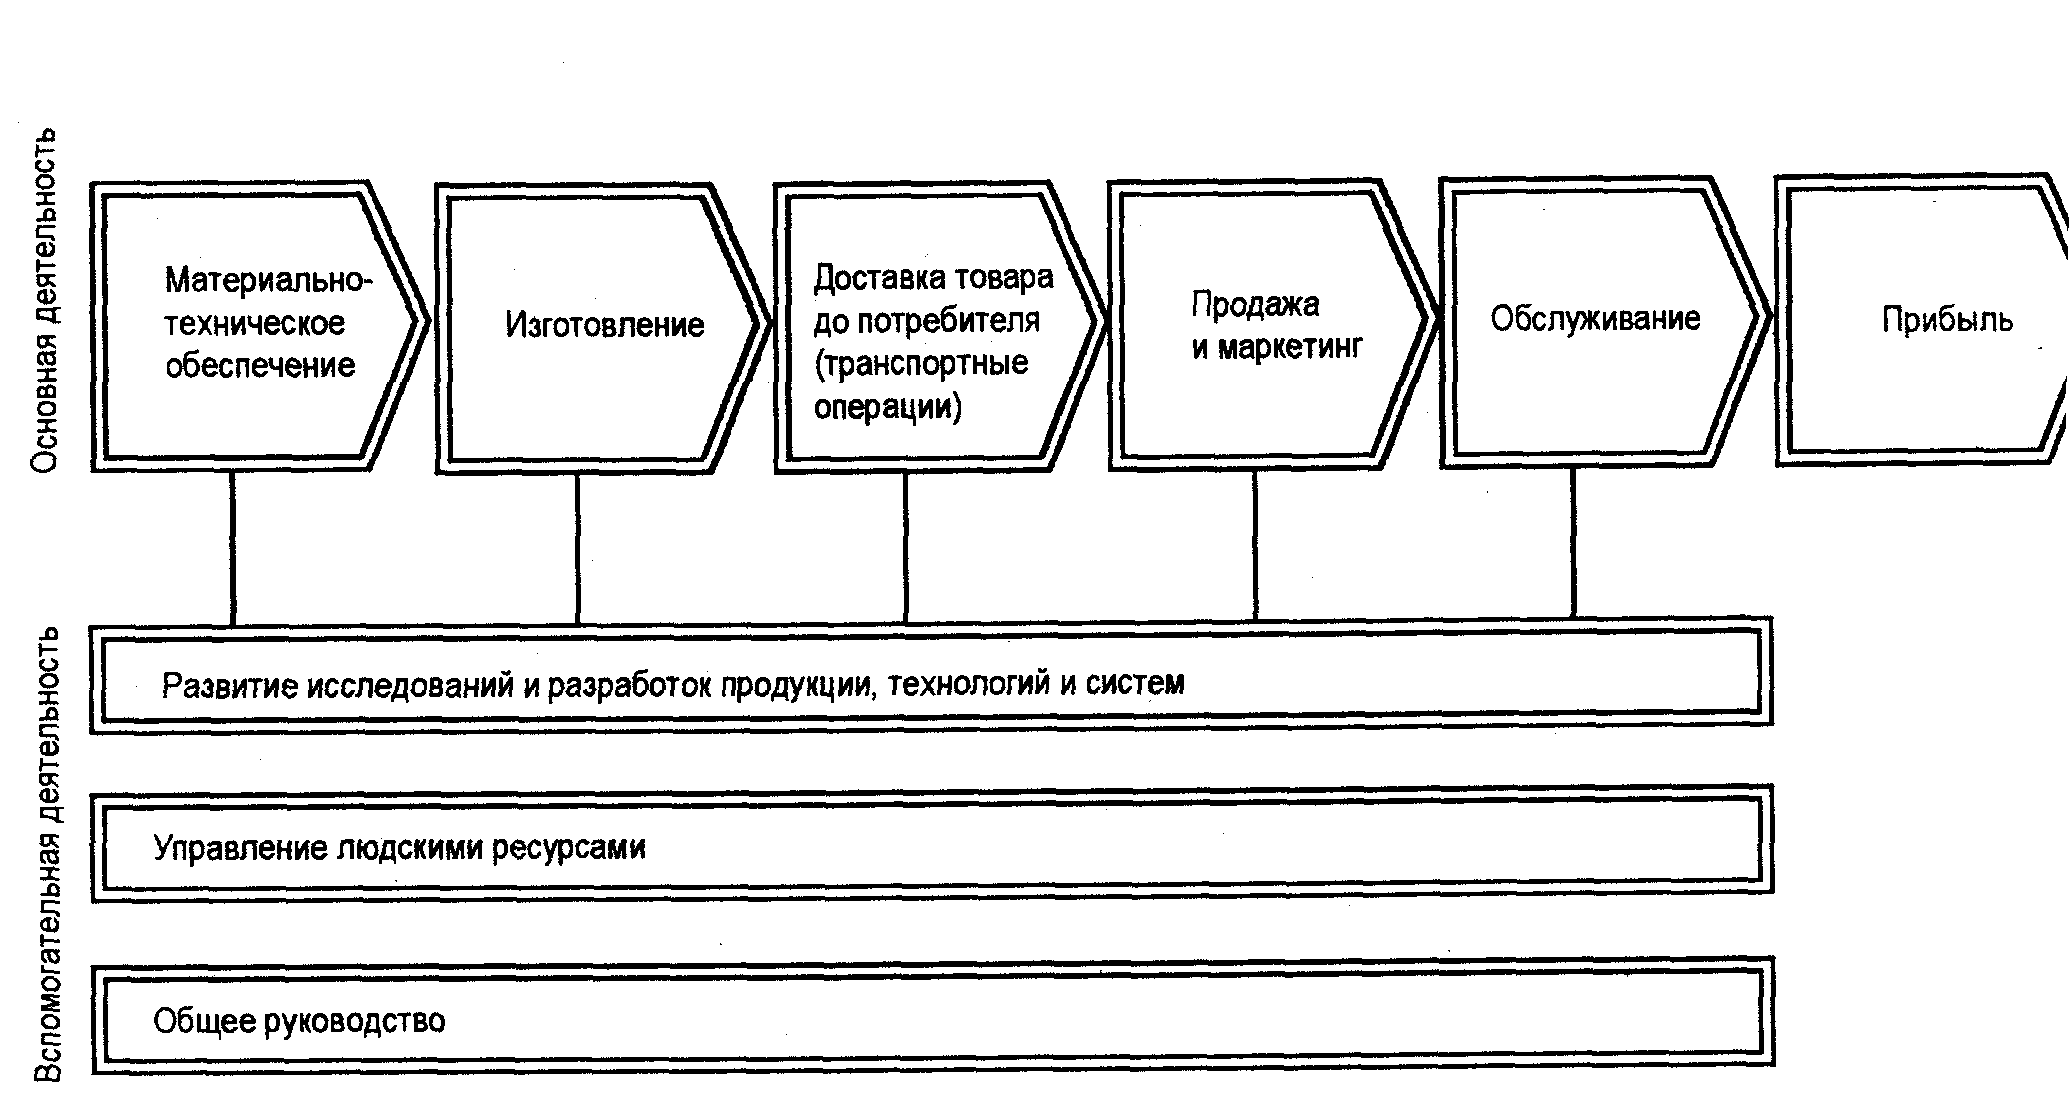 Основная деятельность
Материально-
техническое
обеспечение
Изготовление
Доставка товара
до потребителя
(транспортные
операции)
Продажа
и маркетинг
Обслуживание
Прибыль
Вспомогательная деятельность
Развитие исследований и разработок продукции, технологий и систем
Управление людскими ресурсами
Общее руководство